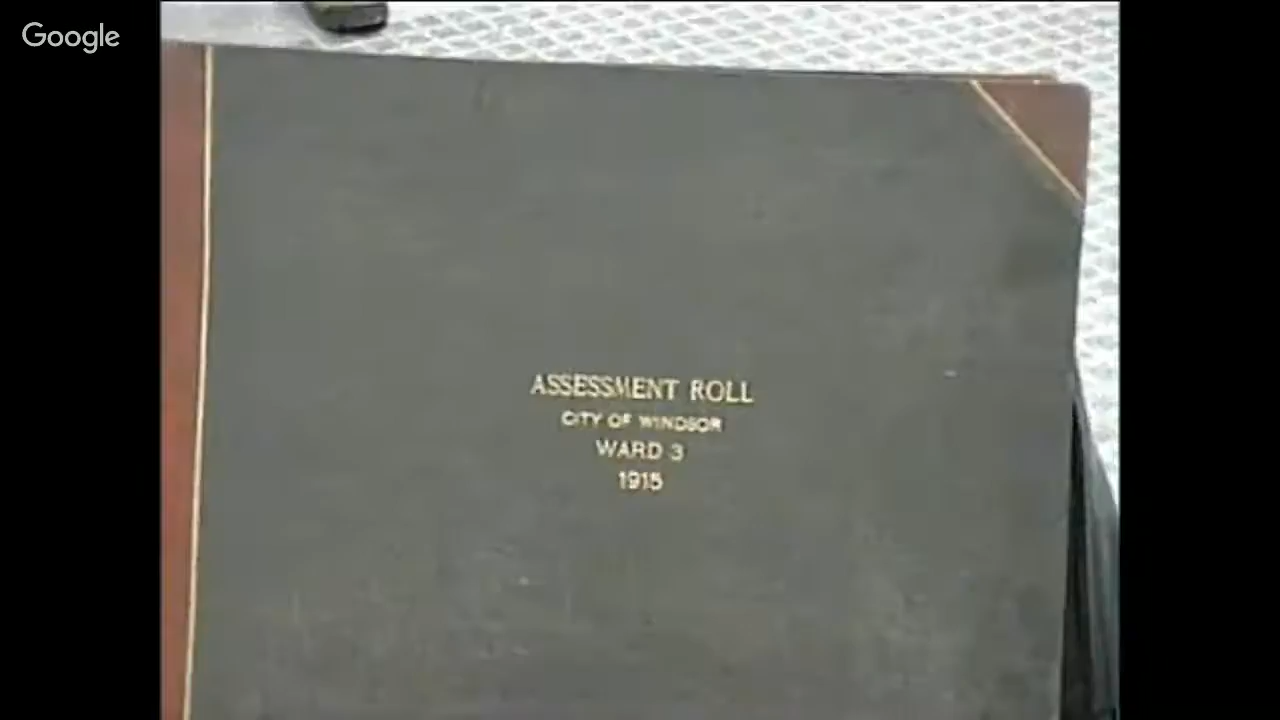 Google
ASSESSMENT ROLL
CITY OF WINDSOR
WARD 3
1915